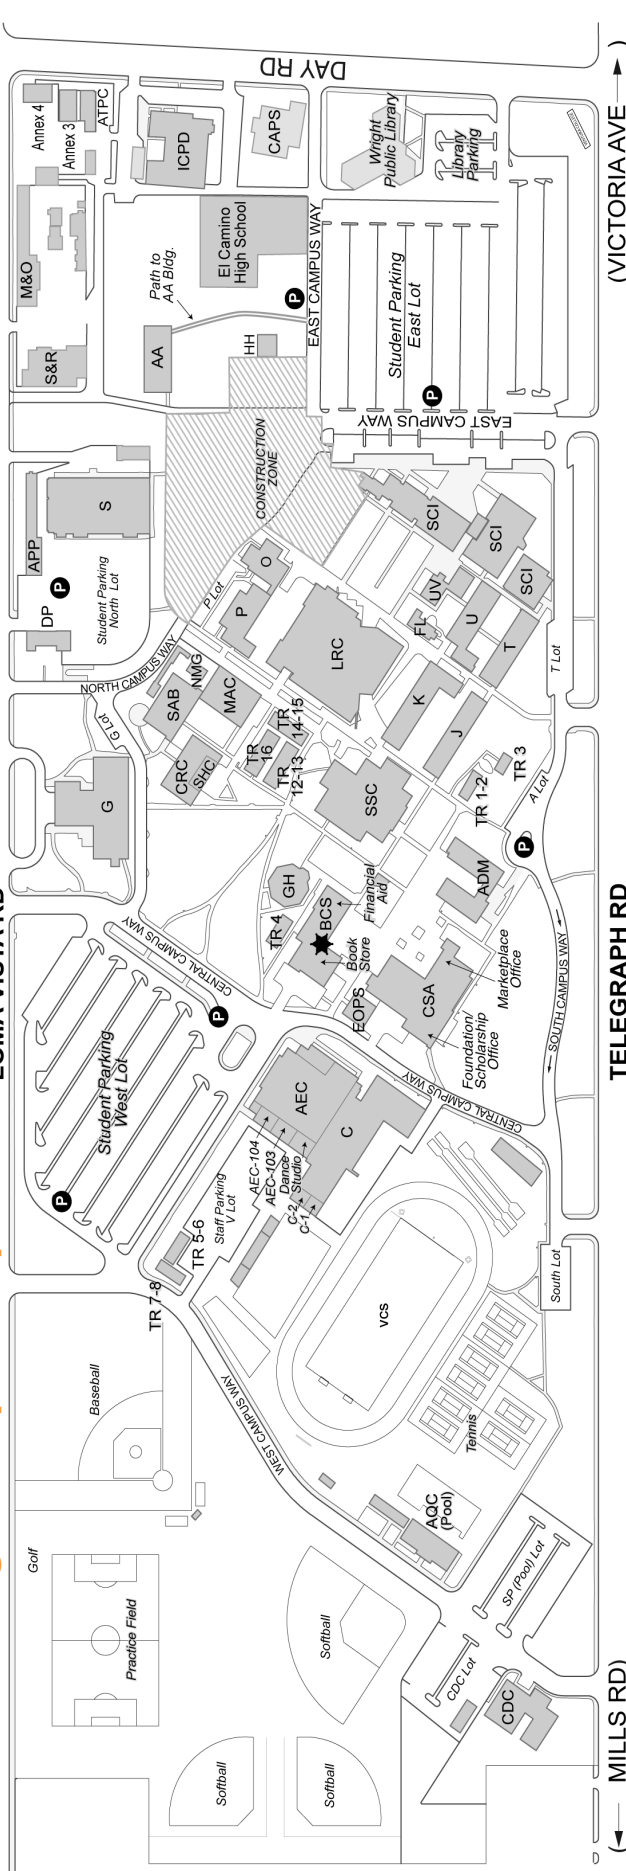 DAY RD
(VICTORIA AVE
)
Annex 4
Annex 3
ATPC
ICPD
CAPS
Wright
Public Library
Library
Parking
M&O
S&R
Path to
AA Bldg.
AA
El Camino
High School
HH
P
EAST CAMPUS WAY
Student Parking
East Lot
P
EAST CAMPUS WAY
CONSTRUCTION
ZONE
S
APP
DP
P
Student Parking
North Lot
NORTH CAMPUS WAY
P Lot
G Lot
O
P
LRC
SCI
SCI
SCI
UV
FL
U
T
T Lot
NMG
SAB
MAC
CRC
SHC
TR
16
TR
14-15
TR
12-13
K
J
SSC
TR 1-2
TR 3
A Lot
P
G
GH
TR 4
BCS
Financial
Aid
Book
Store
ADM
EOPS
CSA
Marketplace
Office
Foundation/
Scholarship
Office
SOUTH CAMPUS WAY
CENTRAL CAMPUS WAY
CENTRAL CAMPUS WAY
TELEGRAPH RD
P
Student Parking
West Lot
P
AEC
C
AEC-104
AEC-103
Dance
Studio
C-2
C-1
Staff Parking
V Lot
TR 5-6
TR 7-8
WEST CAMPUS WAY
VCS
South Lot
Tennis
AQC
(Pool)
SP (Pool) Lot
CDC Lot
CDC
Baseball
Golf
Practice Field
Softball
Softball
Softball
(
MILLS RD)